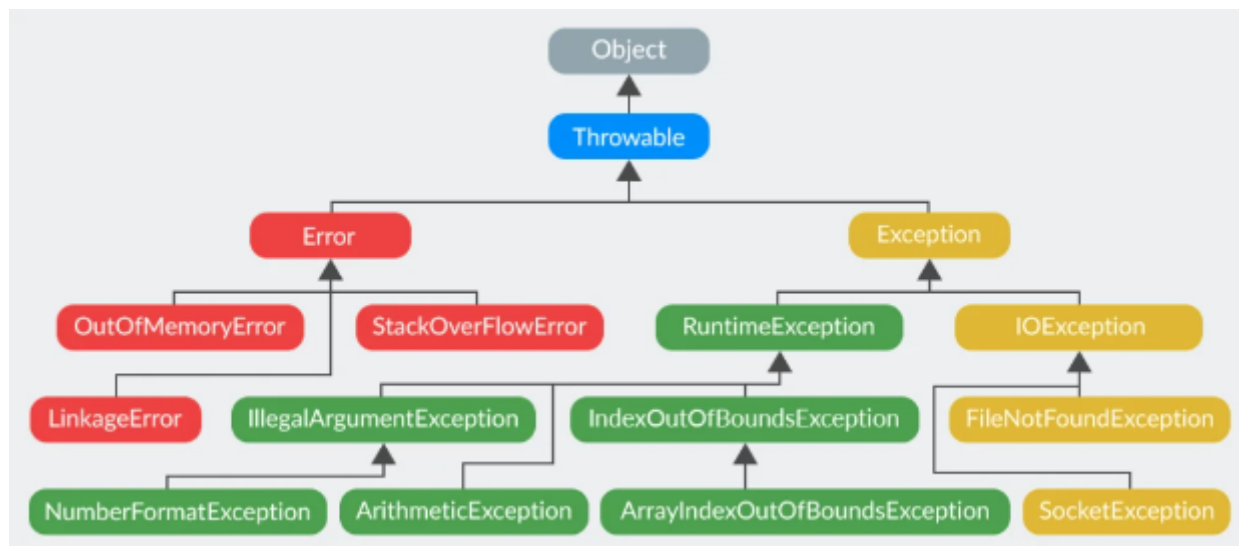 Object
Throwable
Error
Exception
OutOfMemoryError
StackOverFlowError
RuntimeException
IOException
LinkageError
IllegalArgumentException
IndexOutOfBoundsException
FileNotFoundException
NumberFormatException
ArithmeticException
ArrayIndexOutOfBoundsException
SocketException